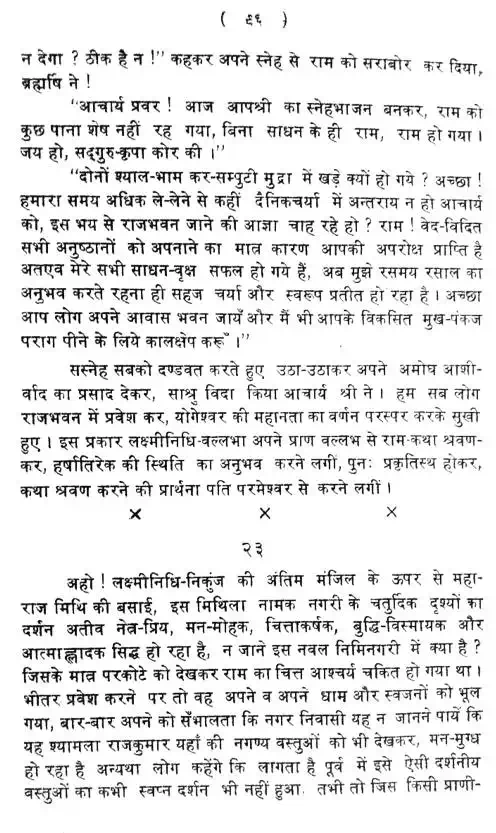 ( ९६ )
न देगा ? ठीक है न !” कहकर अपने स्नेह से राम को सराबोर कर दिया,
ब्रह्मर्षि ने !
“आचार्य प्रवर ! आज आपश्री का स्नेहभाजन बनकर, राम को
कुछ पाना शेष नहीं रह गया, बिना साधन के ही राम, राम हो गया ।
जय हो, सद्गुरु-कृपा कोर की ।”
“दोनों श्याल-भाम कर-सम्पुटी मुद्रा में खड़े क्यों हो गये ? अच्छा !
हमारा समय अधिक ले-लेने से कहीं दैनिकचर्या में अन्तराय न हो आचार्य
को, इस भय से राजभवन जाने की आज्ञा चाह रहे हो ? राम ! वेद-विदित
सभी अनुष्ठानों को अपनाने का मात्र कारण आपकी अपरोक्ष प्राप्ति है
अतएव मेरे सभी साधन-वृक्ष सफल हो गये हैं, अब मुझे रसमय रसाल का
अनुभव करते रहना ही सहज चर्या और स्वरूप प्रतीत हो रहा है । अच्छा
आप लोग अपने आवास भवन जायँ और मैं भी आपके विकसित मुख-पंकज
पराग पीने के लिये कालक्षेप करूँ ।”
सस्नेह सबको दण्डवत करते हुए उठा-उठाकर अपने अमोघ आशी-
र्वाद का प्रसाद देकर, साश्रु विदा किया आचार्य श्री ने । हम सब लोग
राजभवन में प्रवेश कर, योगेश्वर की महानता का वर्णन परस्पर करके सुखी
हुए । इस प्रकार लक्ष्मीनिधि-वल्लभा अपने प्राण वल्लभ से राम-कथा श्रवण-
कर, हर्षातिरेक की स्थिति का अनुभव करने लगीं, पुनः प्रकृतिस्थ होकर,
कथा श्रवण करने की प्रार्थना पति परमेश्वर से करने लगीं ।
× × ×
२३
अहो ! लक्ष्मीनिधि-निकुंज की अंतिम मंजिल के ऊपर से महा-
राज मिथि की बसाई, इस मिथिला नामक नगरी के चतुर्दिक दृश्यों का
दर्शन अतीव नेत्र-प्रिय, मन-मोहक, चित्ताकर्षक, बुद्धि-विस्मायक और
आत्माह्लादक सिद्ध हो रहा है, न जाने इस नबल निमिनगरी में क्या है ?
जिसके मात्र परकोटे को देखकर राम का चित्त आश्चर्य चकित हो गया था ।
भीतर प्रवेश करने पर तो वह अपने व अपने धाम और स्वजनों को भूल
गया, बार-बार अपने को सँभालता कि नगर निवासी यह न जानने पायें कि
यह श्यामला राजकुमार यहाँ की नगण्य वस्तुओं को भी देखकर, मन-मुग्ध
हो रहा है अन्यथा लोग कहेंगे कि लागता है पूर्व में इसे ऐसी दर्शनीय
वस्तुओं का कभी स्वप्न दर्शन भी नहीं हुआ. तभी तो जिस किसी प्राणी-